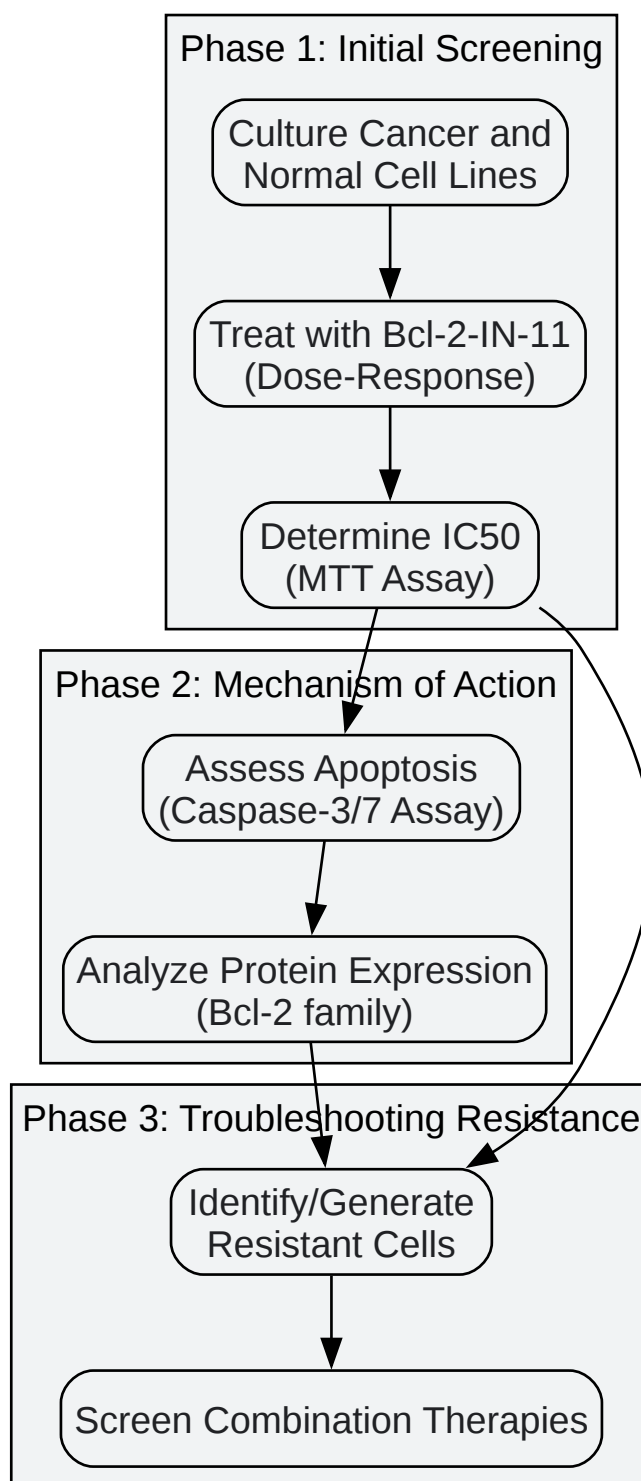 Phase 1: Initial Screening
Culture Cancer and
Normal Cell Lines
Treat with Bcl-2-IN-11
(Dose-Response)
Determine IC50
(MTT Assay)
Phase 2: Mechanism of Action
Assess Apoptosis
(Caspase-3/7 Assay)
Analyze Protein Expression
(Bcl-2 family)
Phase 3: Troubleshooting Resistance
Identify/Generate
Resistant Cells
Screen Combination Therapies